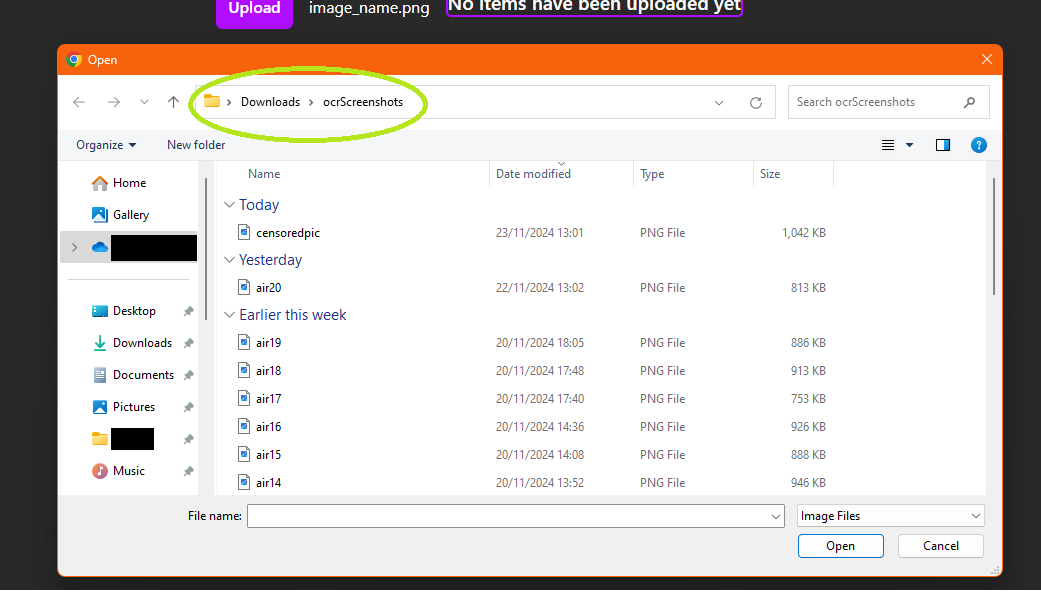 Upload image_name.png No items have been uploaded yet
Open
Downloads > ocrScreenshots
Search ocrScreenshots
Organize New folder
Name Date modified Type Size
Home
Gallery
Desktop
Downloads
Documents
Pictures
Music
Today
censoredpic 23/11/2024 13:01 PNG File 1,042 KB
Yesterday
air20 22/11/2024 13:02 PNG File 813 KB
Earlier this week
air19 20/11/2024 18:05 PNG File 886 KB
air18 20/11/2024 17:48 PNG File 913 KB
air17 20/11/2024 17:40 PNG File 753 KB
air16 20/11/2024 14:36 PNG File 926 KB
air15 20/11/2024 14:08 PNG File 888 KB
air14 20/11/2024 13:52 PNG File 946 KB
File name: Image Files
Open Cancel